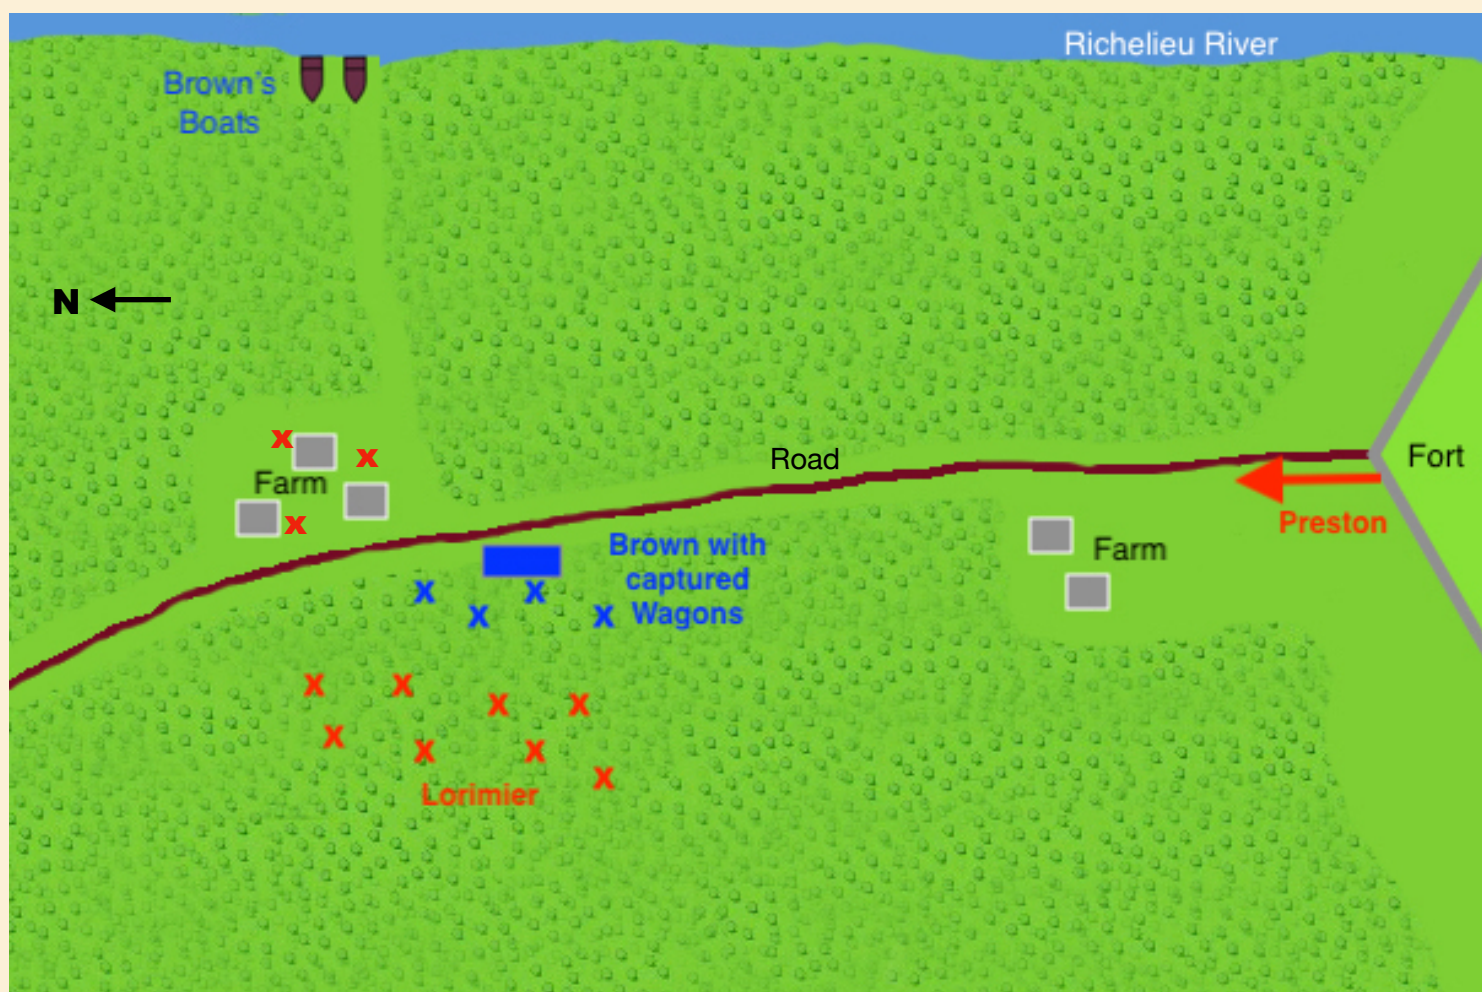 Richelieu River
Brown's
Boats
N
Road
Fort
Farm
Preston
Brown with
captured
Wagons
Farm
Lorimier